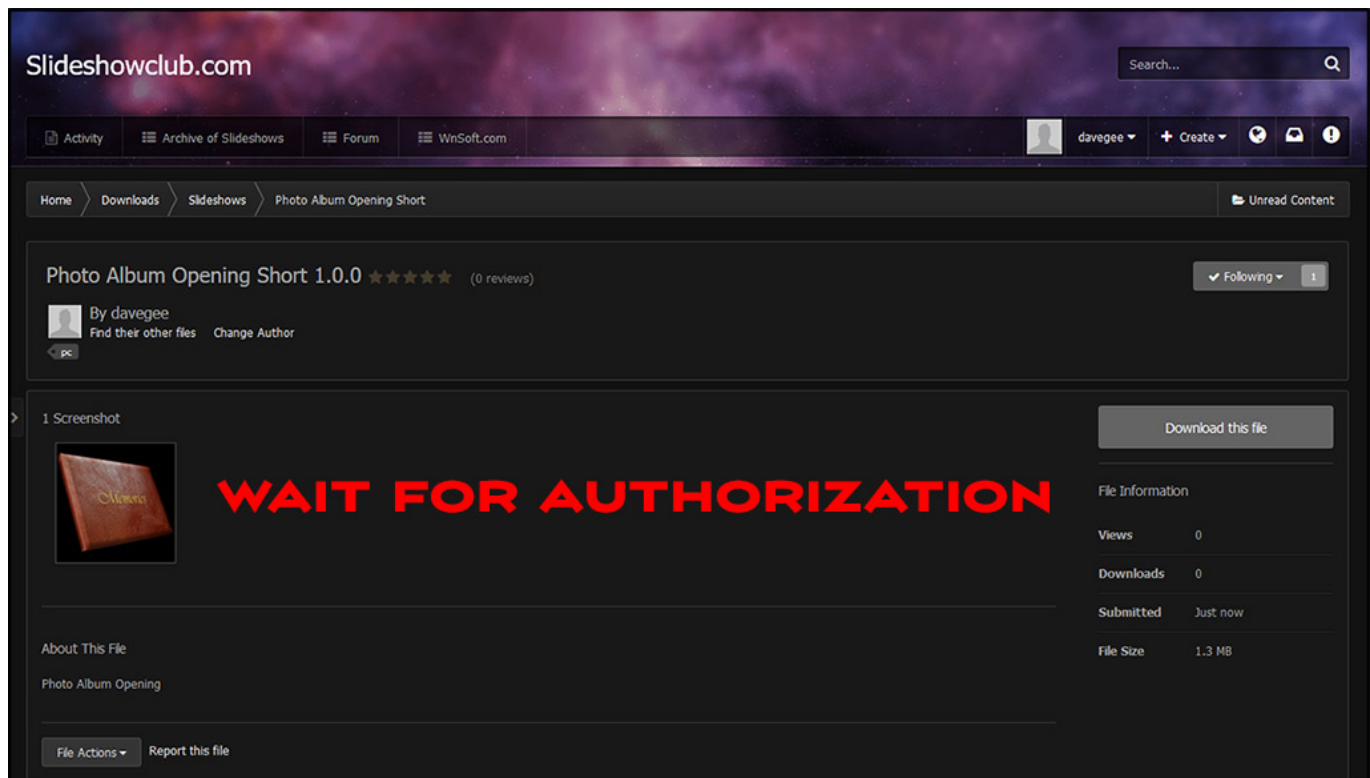 Slideshowclub.com
Search...
Activity
Archive of Slideshows
Forum
WnSoft.com
davegee
+ Create
Home
Downloads
Slideshows
Photo Album Opening Short
Unread Content
Photo Album Opening Short 1.0.0
(0 reviews)
Following
1
By davegee
Find their other files
Change Author
pc
1 Screenshot
Memories
WAIT FOR AUTHORIZATION
Download this file
File Information
Views 0
Downloads 0
Submitted Just now
File Size 1.3 MB
About This File
Photo Album Opening
File Actions
Report this file